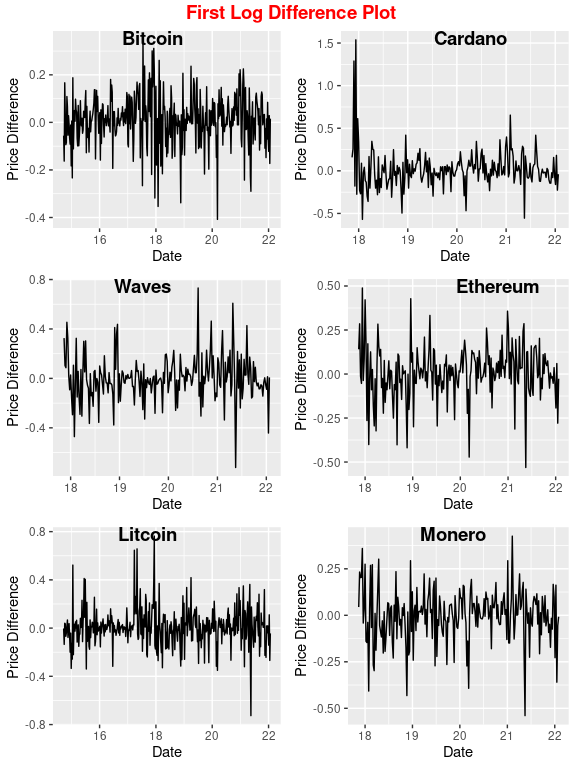 First Log Difference Plot
Bitcoin
Price Difference
0.2
0.0
-0.2
-0.4
16
18
20
22
Date
Cardano
Price Difference
1.5
1.0
0.5
0.0
-0.5
18
19
20
21
22
Date
Waves
Price Difference
0.8
0.4
0.0
-0.4
18
19
20
21
22
Date
Ethereum
Price Difference
0.50
0.25
0.00
-0.25
-0.50
18
19
20
21
22
Date
Litcoin
Price Difference
0.8
0.4
0.0
-0.4
-0.8
16
18
20
22
Date
Monero
Price Difference
0.25
0.00
-0.25
-0.50
18
19
20
21
22
Date